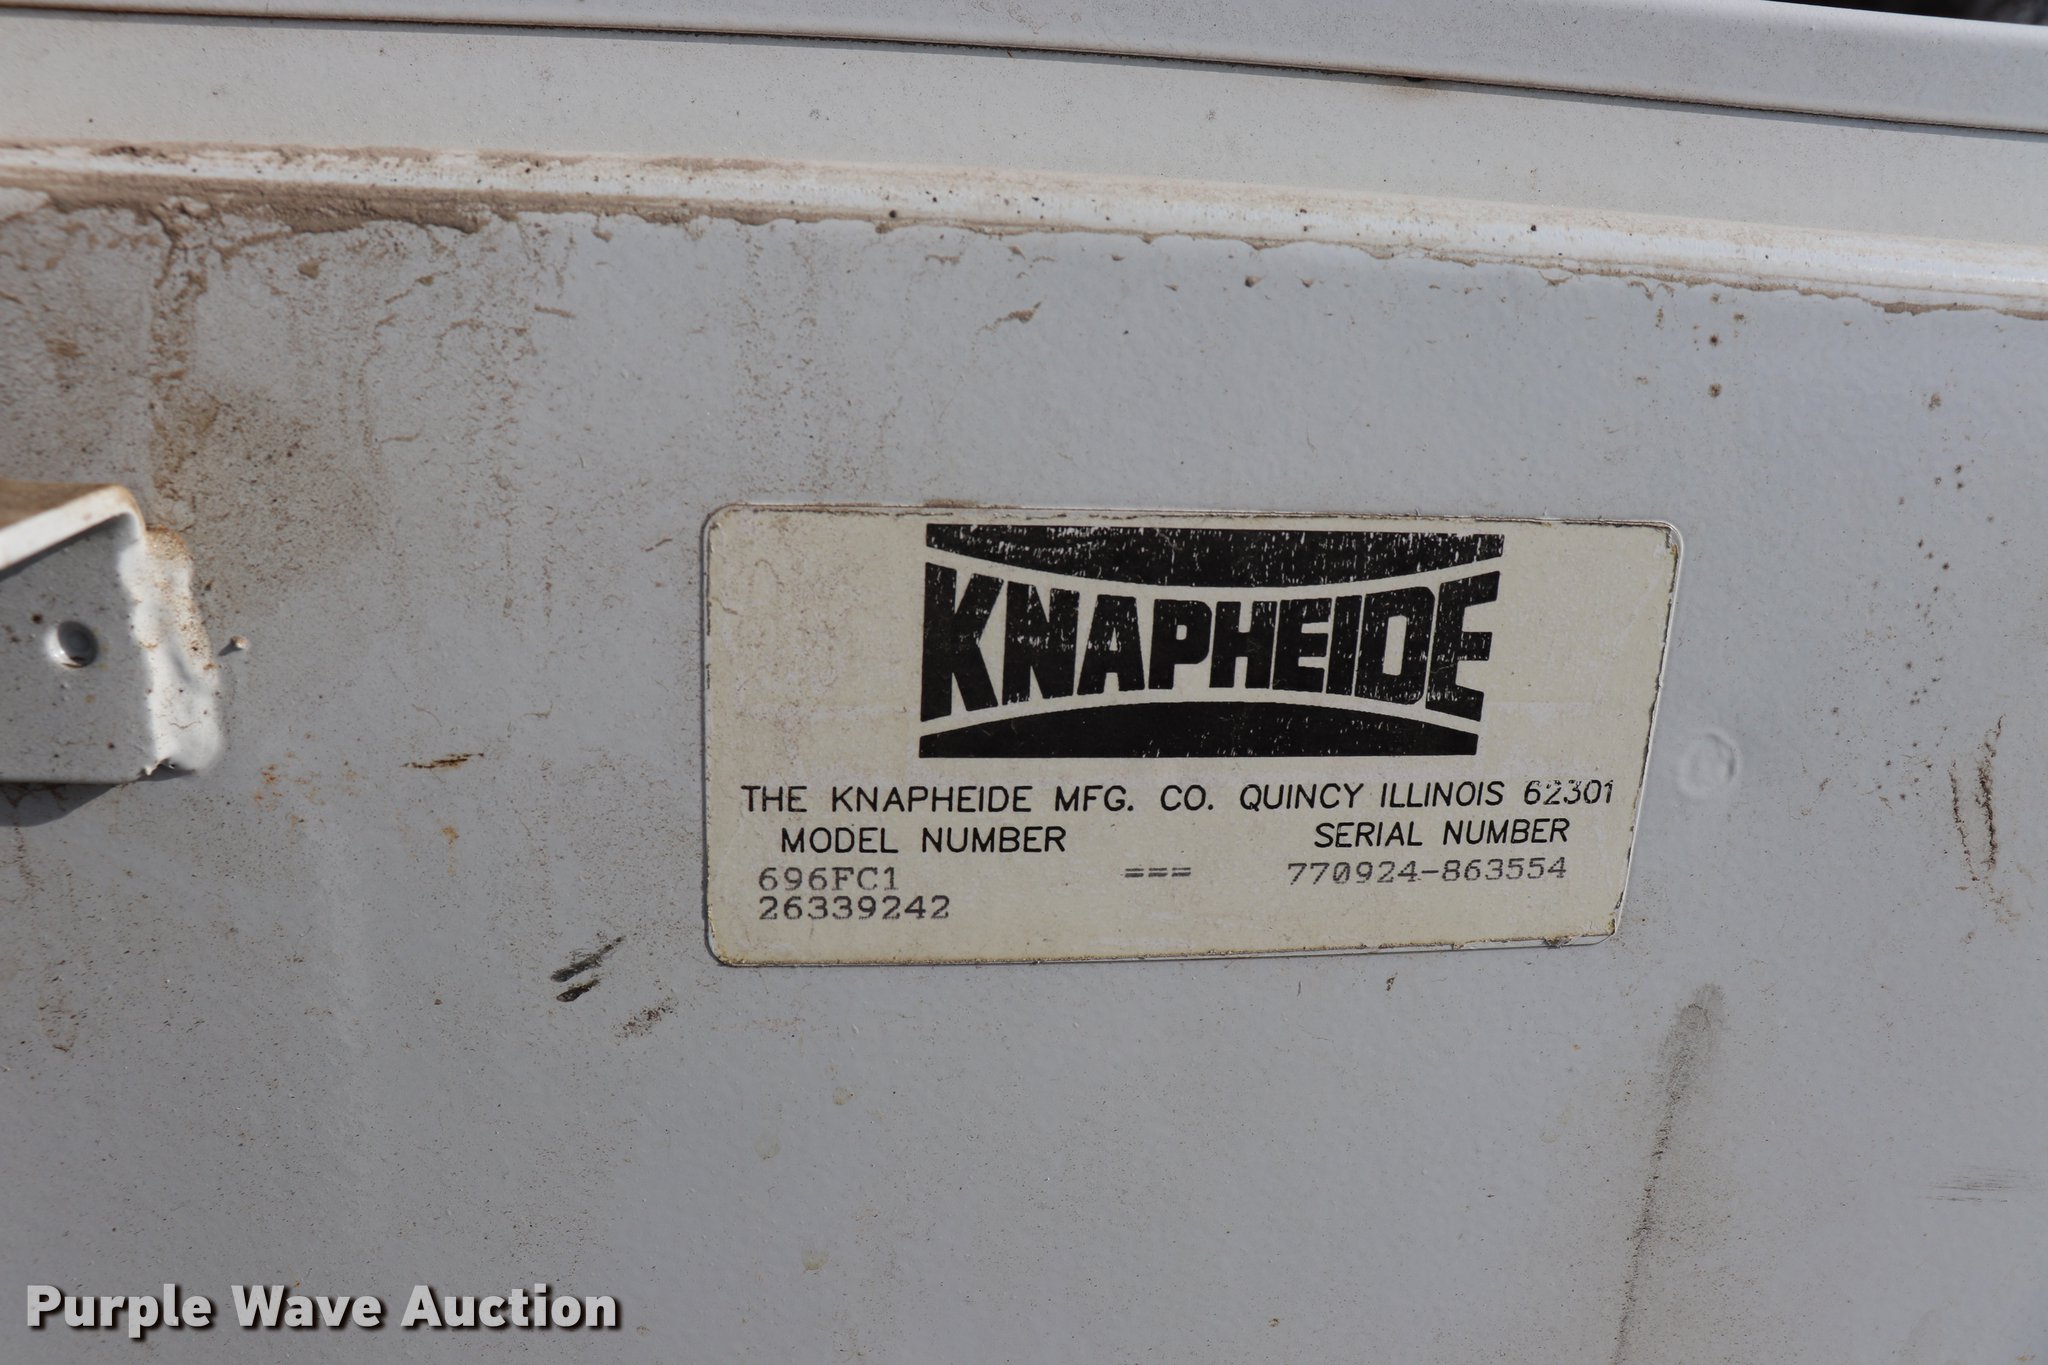 KNAPHEIDE
THE KNAPHEIDE MFG. CO. QUINCY ILLINOIS 62301
MODEL NUMBER SERIAL NUMBER
696FC1 === 770924-863554
26339242
Purple Wave Auction